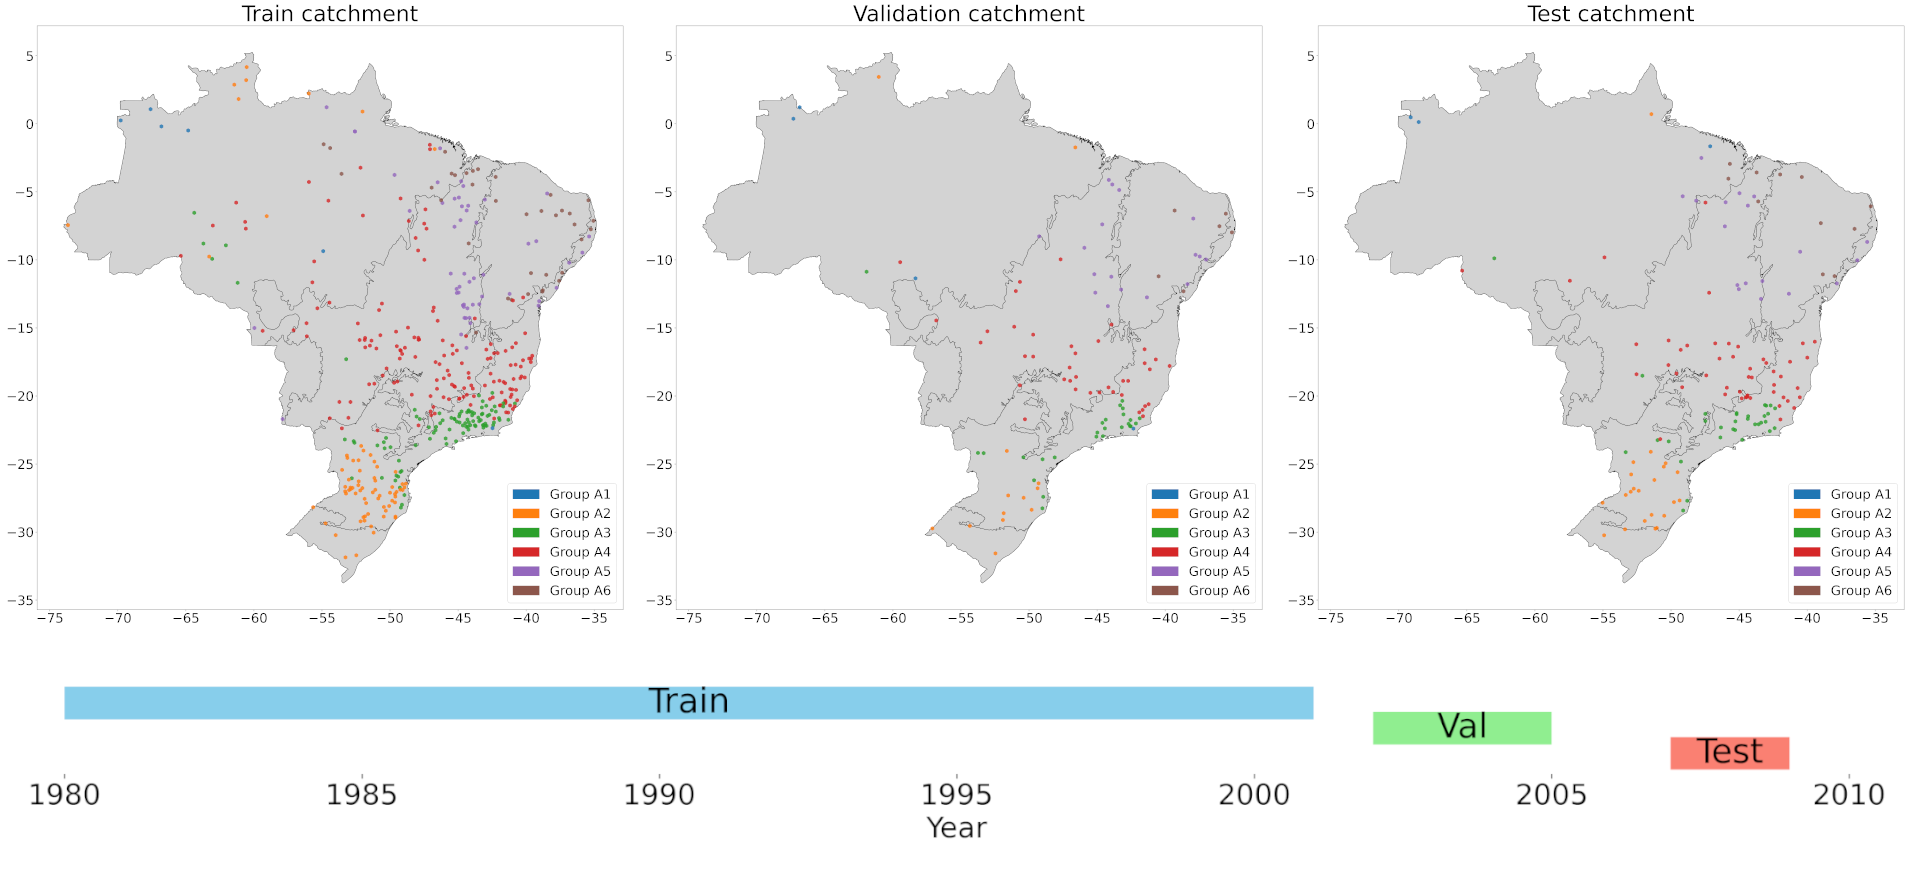 Train catchment
Validation catchment
Test catchment
5
0
−5
−10
−15
−20
−25
−30
−35
−75 −70 −65 −60 −55 −50 −45 −40 −35
Group A1
Group A2
Group A3
Group A4
Group A5
Group A6
5
0
−5
−10
−15
−20
−25
−30
−35
−75 −70 −65 −60 −55 −50 −45 −40 −35
Group A1
Group A2
Group A3
Group A4
Group A5
Group A6
5
0
−5
−10
−15
−20
−25
−30
−35
−75 −70 −65 −60 −55 −50 −45 −40 −35
Group A1
Group A2
Group A3
Group A4
Group A5
Group A6
Train
Val
Test
1980 1985 1990 1995 2000 2005 2010
Year